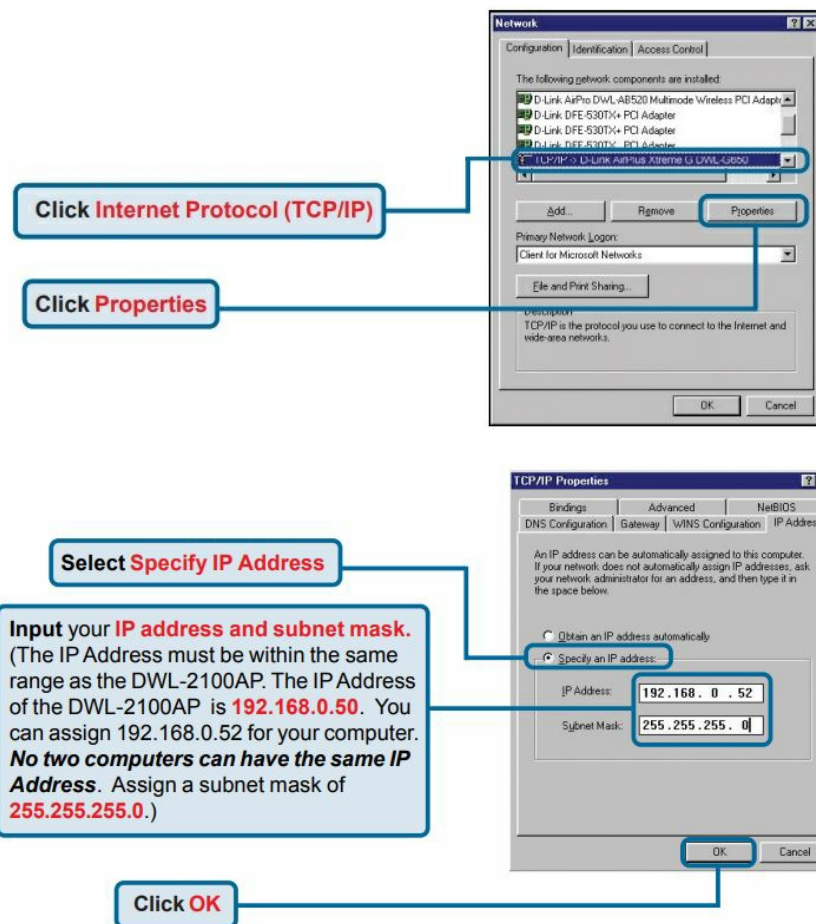 Network
Configuration Identification Access Control
The following network components are installed:
D-Link AirPro DWL-AB520 Multimode Wireless PCI Adapte
D-Link DFE-530TX+ PCI Adapter
D-Link DFE-530TX+ PCI Adapter
D-Link DFE-530TX+ PCI Adapter
TCP/IP -> D-Link AirPlus Xtreme G DWL-G650
Click Internet Protocol (TCP/IP)
Add... Remove Properties
Primary Network Logon:
Client for Microsoft Networks
File and Print Sharing...
Click Properties
Description
TCP/IP is the protocol you use to connect to the Internet and
wide-area networks.
OK Cancel
TCP/IP Properties
Bindings Advanced NetBIOS
DNS Configuration Gateway WINS Configuration IP Addres
An IP address can be automatically assigned to this computer.
If your network does not automatically assign IP addresses, ask
your network administrator for an address, and then type it in
the space below.
Select Specify IP Address
Obtain an IP address automatically
Specify an IP address:
IP Address: 192.168. 0 .52
Subnet Mask: 255.255.255. 0
Input your IP address and subnet mask.
(The IP Address must be within the same
range as the DWL-2100AP. The IP Address
of the DWL-2100AP is 192.168.0.50. You
can assign 192.168.0.52 for your computer.
No two computers can have the same IP
Address. Assign a subnet mask of
255.255.255.0.)
OK Cancel
Click OK